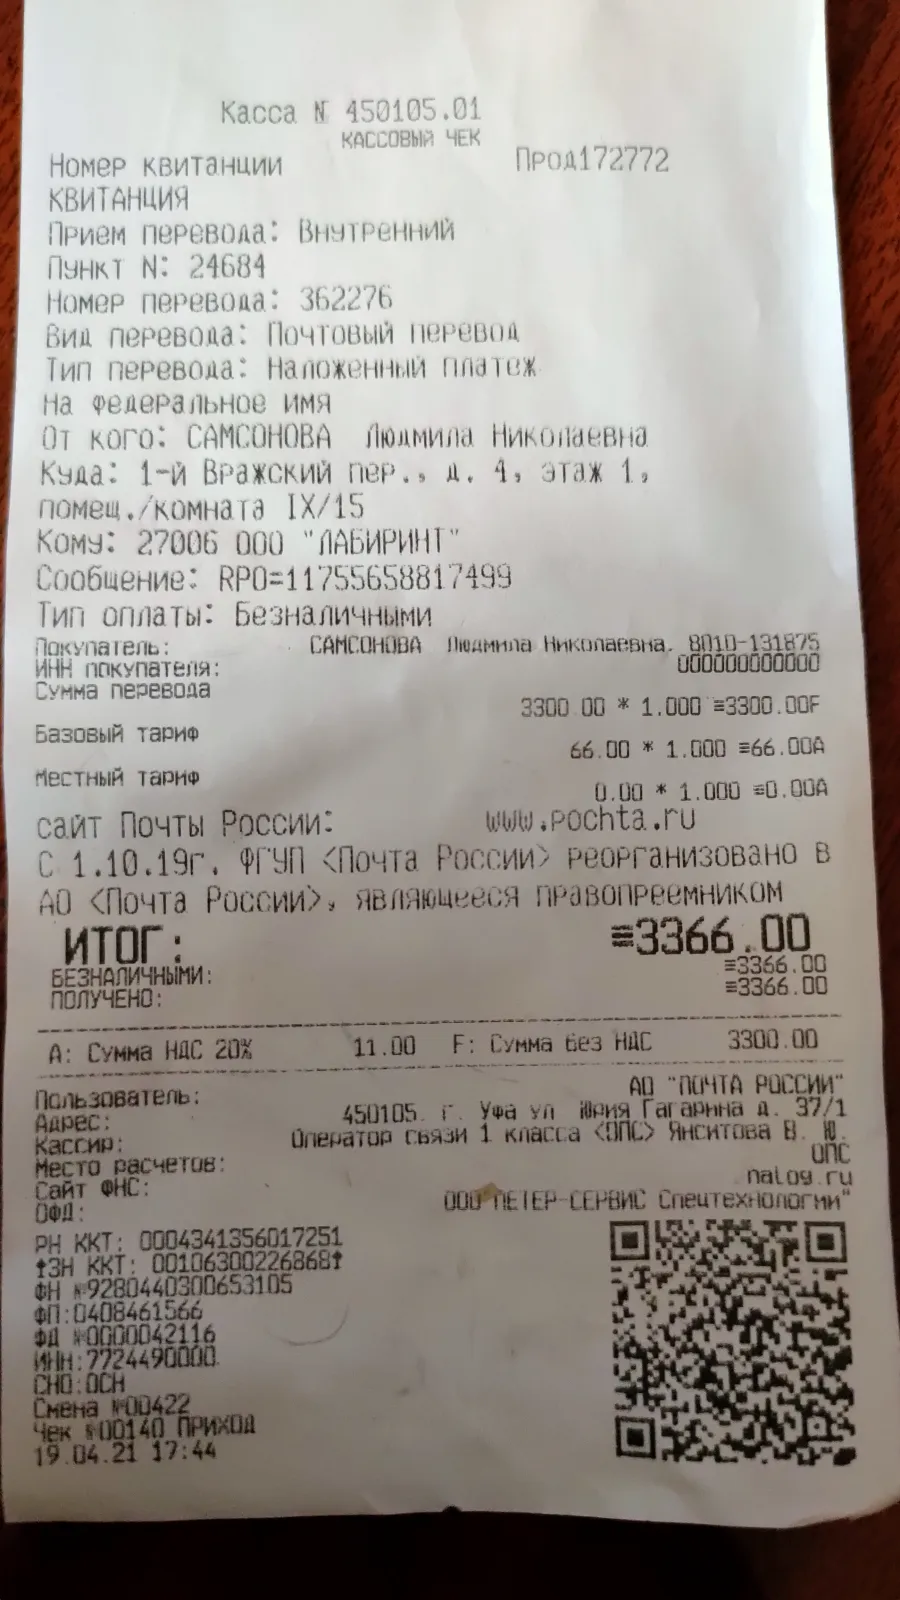 Касса № 450105.01
КАССОВЫЙ ЧЕК
Номер квитанции Прод172772
КВИТАНЦИЯ
Прием перевода: Внутренний
Пункт N: 24684
Номер перевода: 362276
Вид перевода: Почтовый перевод
Тип перевода: Наложенный платеж
На федеральное имя
От кого: САМСОНОВА Людмила Николаевна
Куда: 1-й Вражский пер., д. 4, этаж 1,
помещ./комната IX/15
Кому: 27006 ООО "ЛАБИРИНТ"
Сообщение: RPO=11755658817499
Тип оплаты: Безналичными
Покупатель: САМСОНОВА Людмила Николаевна. 8010-131875
ИНН покупателя: 000000000000
Сумма перевода
3300.00 * 1.000 ≡3300.00F
Базовый тариф
66.00 * 1.000 ≡66.00А
Местный тариф
0.00 * 1.000 ≡0.00А
сайт Почты России: www.pochta.ru
С 1.10.19г. ФГУП <Почта России> реорганизовано в
АО <Почта России>, являющееся правопреемником
ИТОГ: ≡3366.00
БЕЗНАЛИЧНЫМИ: ≡3366.00
ПОЛУЧЕНО: ≡3366.00
А: Сумма НДС 20% 11.00 F: Сумма без НДС 3300.00
Пользователь: АО "ПОЧТА РОССИИ"
Адрес: 450105. г. Уфа ул Юрия Гагарина д. 37/1
Кассир: Оператор связи 1 класса <ОПС> Янситова В. Ю.
Место расчетов: ОПС
Сайт ФНС: nalog.ru
ОФД: ООО "ПЕТЕР-СЕРВИС Спецтехнологии"
РН ККТ: 0004341356017251
↑ЗН ККТ: 00106300226868↑
ФН №9280440300653105
ФП:0408461566
ФД №0000042116
ИНН:7724490000
СНО:ОСН
Смена №00422
Чек №00140 ПРИХОД
19.04.21 17:44